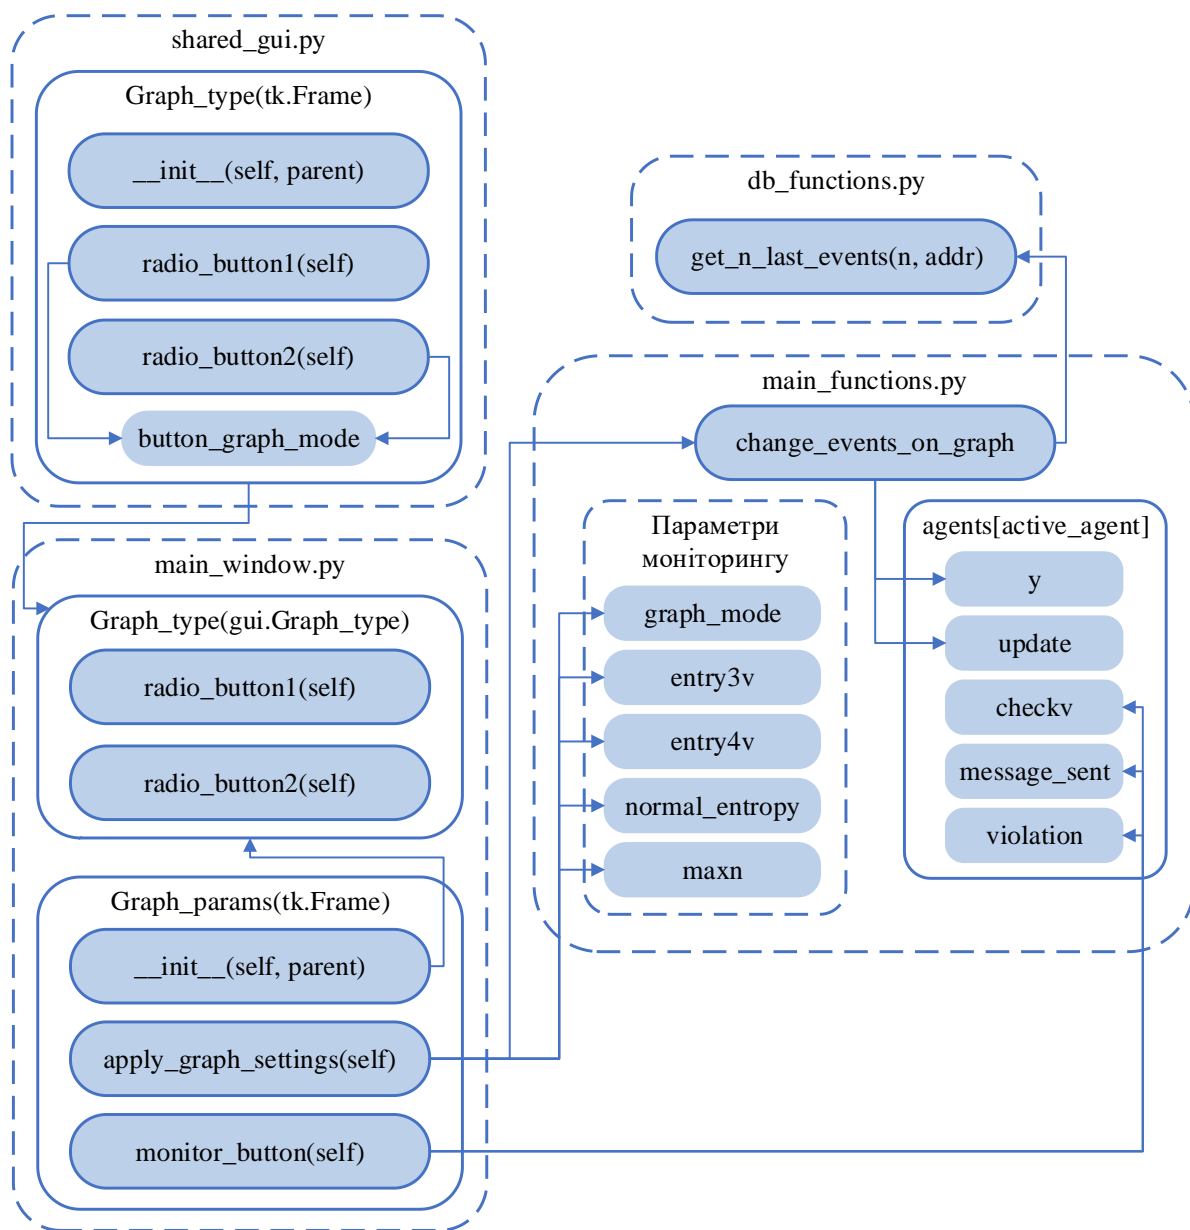 shared_gui.py
Graph_type(tk.Frame)
__init__(self, parent)
radio_button1(self)
radio_button2(self)
button_graph_mode
db_functions.py
get_n_last_events(n, addr)
main_functions.py
change_events_on_graph
Параметри
моніторингу
graph_mode
entry3v
entry4v
normal_entropy
maxn
agents[active_agent]
y
update
checkv
message_sent
violation
main_window.py
Graph_type(gui.Graph_type)
radio_button1(self)
radio_button2(self)
Graph_params(tk.Frame)
__init__(self, parent)
apply_graph_settings(self)
monitor_button(self)